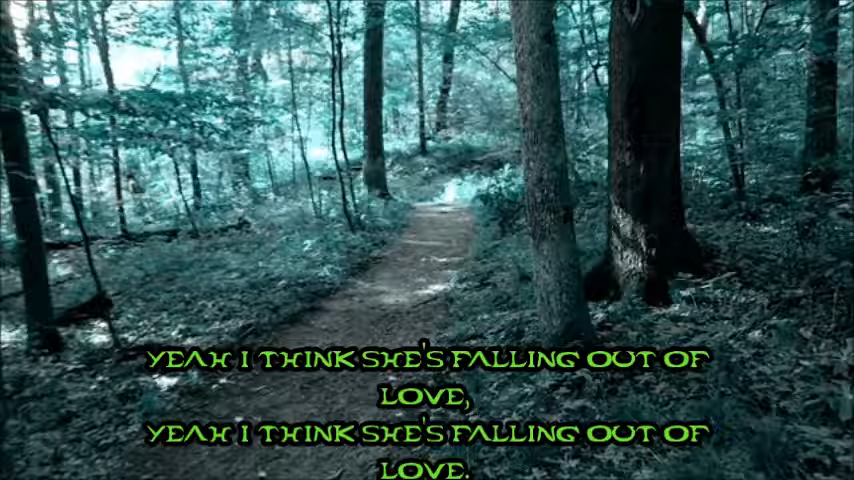 YEAH I THINK SHE'S FALLING OUT OF
LOVE,
YEAH I THINK SHE'S FALLING OUT OF
LOVE.